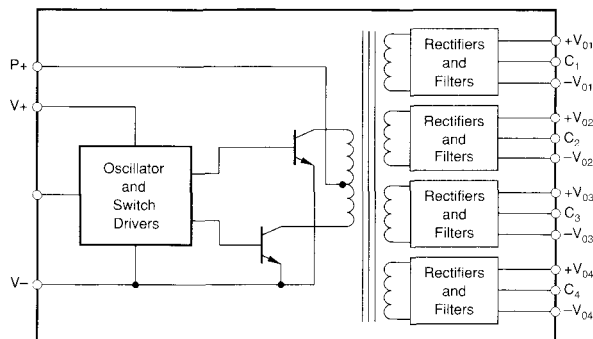 P+
V+
V−
Oscillator
and
Switch
Drivers
Rectifiers
and
Filters
+V01
C1
−V01
Rectifiers
and
Filters
+V02
C2
−V02
Rectifiers
and
Filters
+V03
C3
−V03
Rectifiers
and
Filters
+V04
C4
−V04